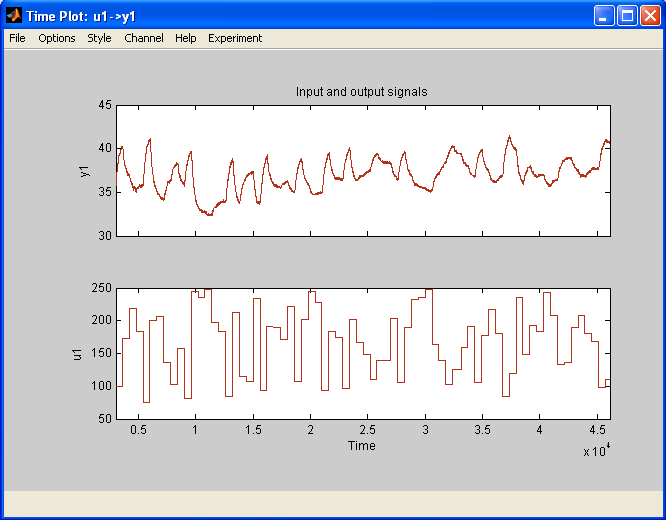 Time Plot: u1->y1
File Options Style Channel Help Experiment
Input and output signals
45
40
35
30
y1
250
200
150
100
50
u1
0.5 1 1.5 2 2.5 3 3.5 4 4.5
Time
x 10^4